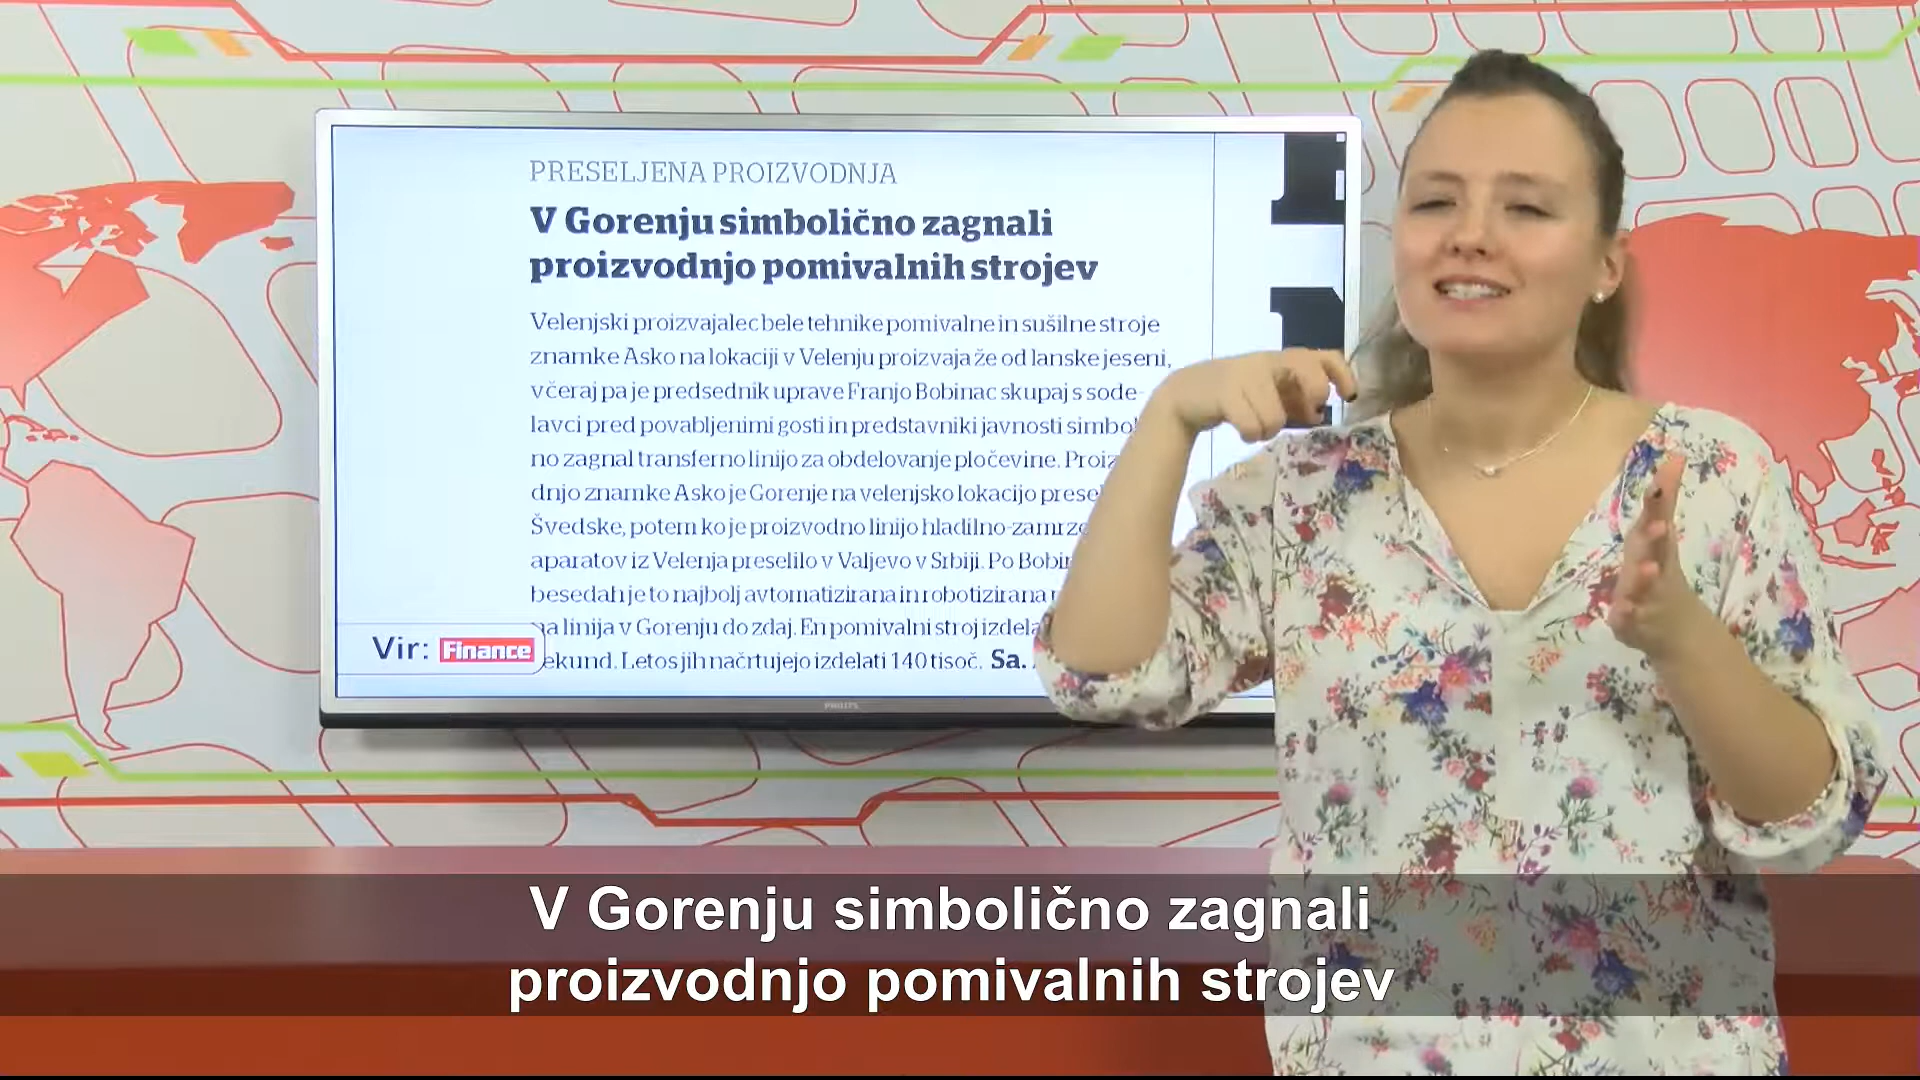 PRESELJENA PROIZVODNJA
V Gorenju simbolično zagnali
proizvodnjo pomivalnih strojev
Velenjski proizvajalec bele tehnike pomivalne in sušilne stroje
znamke Asko na lokaciji v Velenju proizvaja že od lanske jeseni,
včeraj pa je predsednik uprave Franjo Bobinac skupaj s sode-
lavci pred povabljenimi gosti in predstavniki javnosti
no zagnal transferno linijo za obdelovanje pločevine.
dnjo znamke Asko je Gorenje na velenjsko lokacijo
Švedske, potem ko je proizvodno linijo
aparatov iz Velenja preselilo v Valjevo v Srbiji. Po
besedah je to najbolj avtomatizirana in robotizirana
na linija v Gorenju do zdaj. En pomivalni stroj
Letos jih načrtujejo izdelati 140 tisoč. Sa.
Vir: Finance
PHILIPS
V Gorenju simbolično zagnali
proizvodnjo pomivalnih strojev